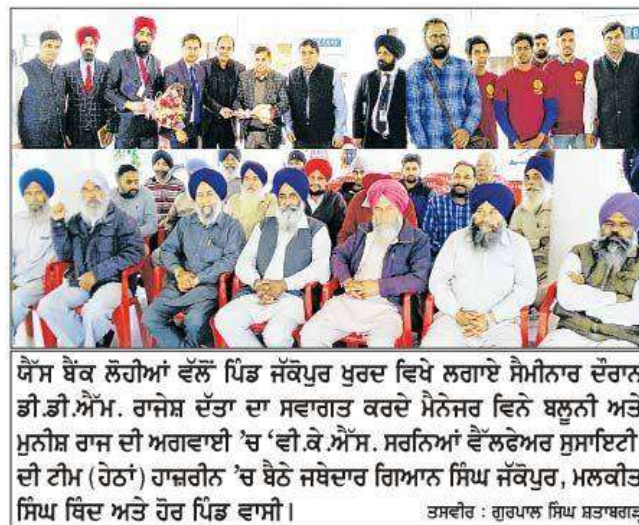 ਯੈੱਸ ਬੈਂਕ ਲੋਹੀਆਂ ਵੱਲੋਂ ਪਿੰਡ ਜੱਕੋਪੁਰ ਖੁਰਦ ਵਿਖੇ ਲਗਾਏ ਸੈਮੀਨਾਰ ਦੌਰਾਨ
ਡੀ.ਡੀ.ਐੱਮ. ਰਾਜੇਸ਼ ਦੱਤਾ ਦਾ ਸਵਾਗਤ ਕਰਦੇ ਮੈਨੇਜਰ ਵਿਨੇ ਬਲੂਨੀ ਅਤੇ
ਮੁਨੀਸ਼ ਰਾਜ ਦੀ ਅਗਵਾਈ 'ਚ 'ਵੀ.ਕੇ.ਐੱਸ. ਸਰਨਿਆਂ ਵੈੱਲਫੇਅਰ ਸੁਸਾਇਟੀ
ਦੀ ਟੀਮ (ਹੇਠਾਂ) ਹਾਜ਼ਰੀਨ 'ਚ ਬੈਠੇ ਜਥੇਦਾਰ ਗਿਆਨ ਸਿੰਘ ਜੱਕੋਪੁਰ, ਮਲਕੀਤ
ਸਿੰਘ ਥਿੰਦ ਅਤੇ ਹੋਰ ਪਿੰਡ ਵਾਸੀ। ਤਸਵੀਰ : ਗੁਰਪਾਲ ਸਿੰਘ ਸ਼ਤਾਬਗੜ